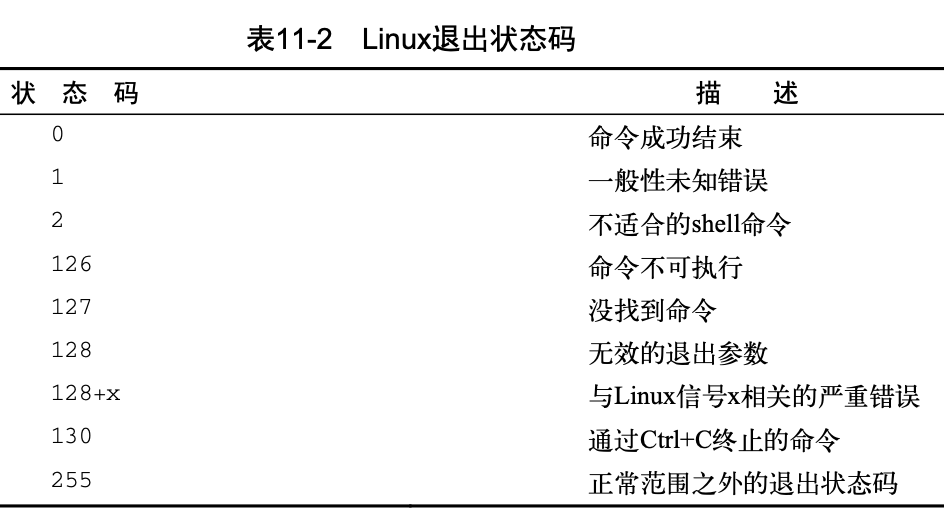 表11-2 Linux退出状态码
状 态 码 描 述
0 命令成功结束
1 一般性未知错误
2 不适合的shell命令
126 命令不可执行
127 没找到命令
128 无效的退出参数
128+x 与Linux信号x相关的严重错误
130 通过Ctrl+C终止的命令
255 正常范围之外的退出状态码